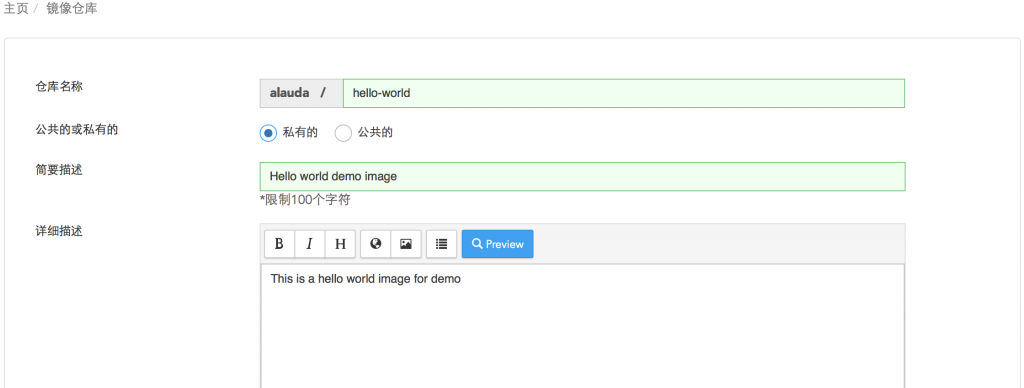 主页 / 镜像仓库
仓库名称
alauda / hello-world
公共的或私有的
私有的 公共的
简要描述
Hello world demo image
*限制100个字符
详细描述
B I H Preview
This is a hello world image for demo